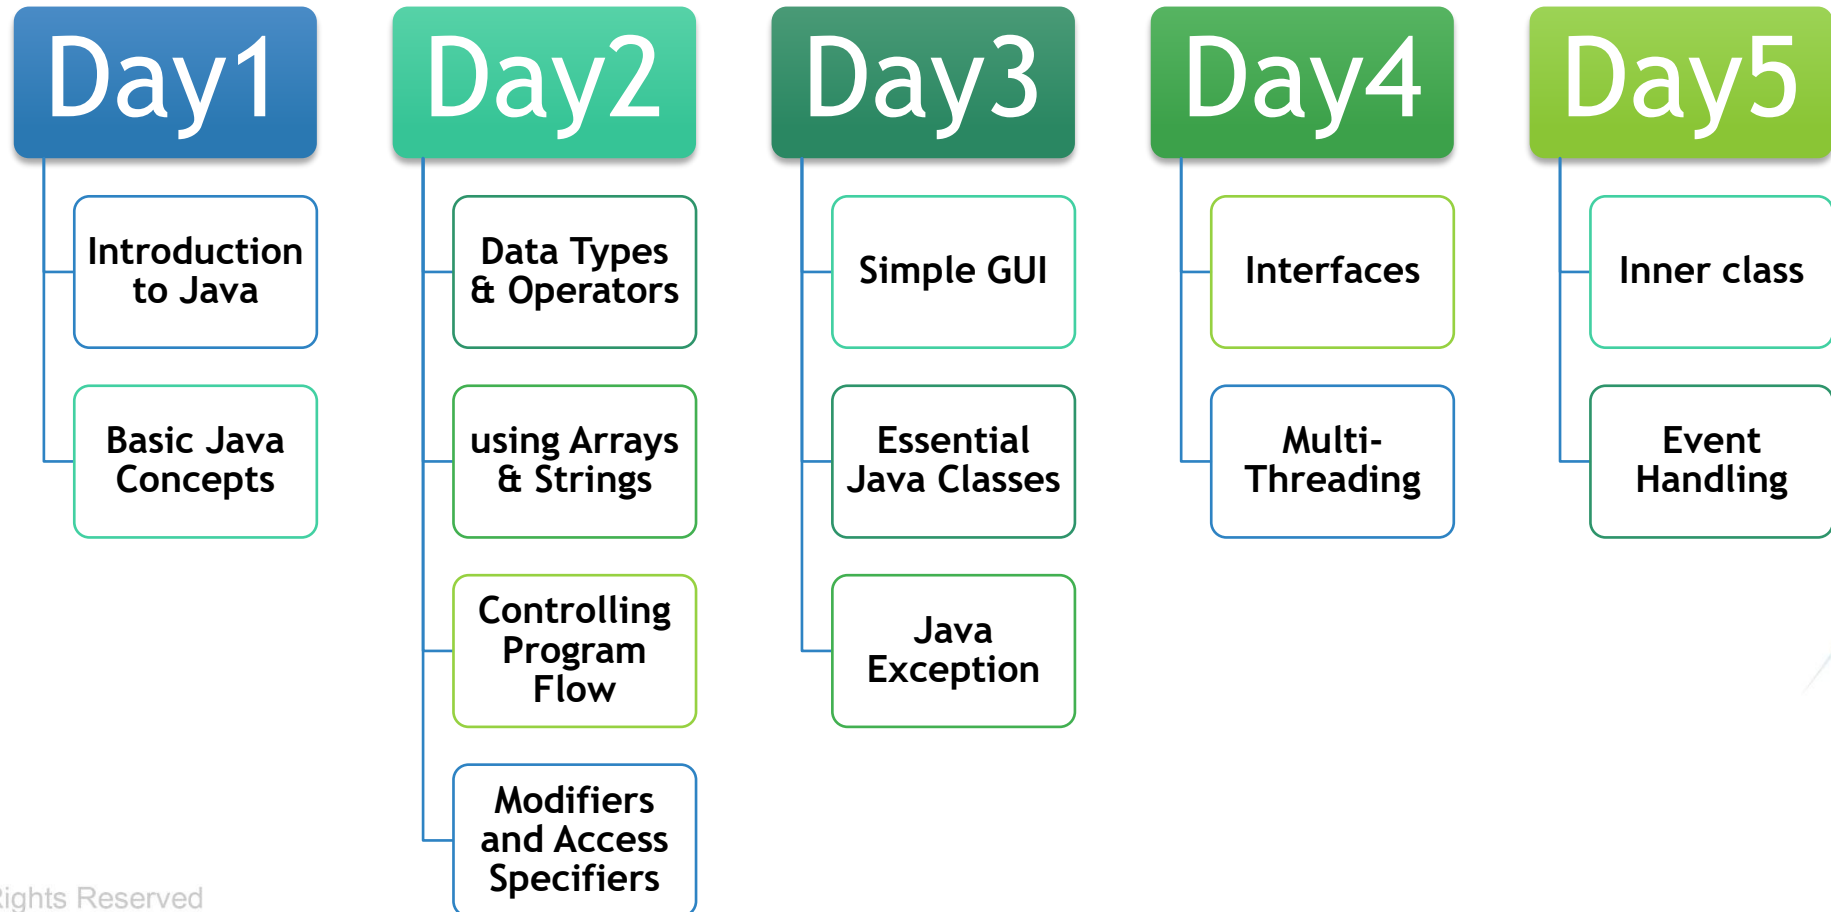 Day1
Introduction
to Java
Basic Java
Concepts
Day2
Data Types
& Operators
using Arrays
& Strings
Controlling
Program
Flow
Modifiers
and Access
Specifiers
Day3
Simple GUI
Essential
Java Classes
Java
Exception
Day4
Interfaces
Multi-
Threading
Day5
Inner class
Event
Handling
Rights Reserved